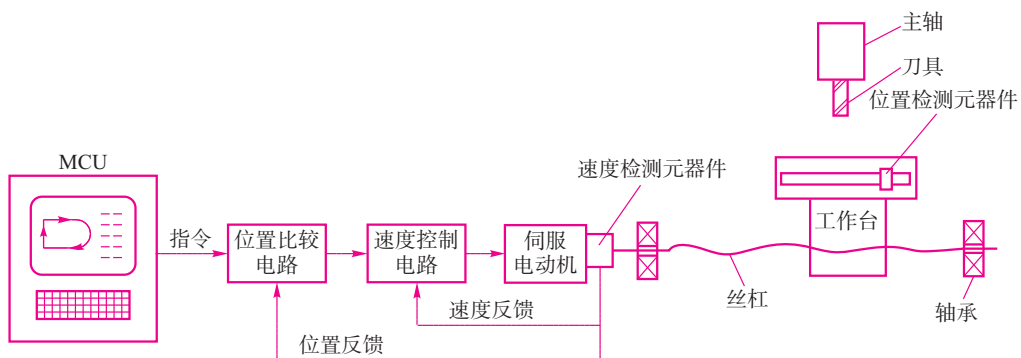 主轴
刀具
位置检测元器件
MCU
速度检测元器件
指令
位置比较
电路
速度控制
电路
伺服
电动机
工作台
丝杠
轴承
速度反馈
位置反馈